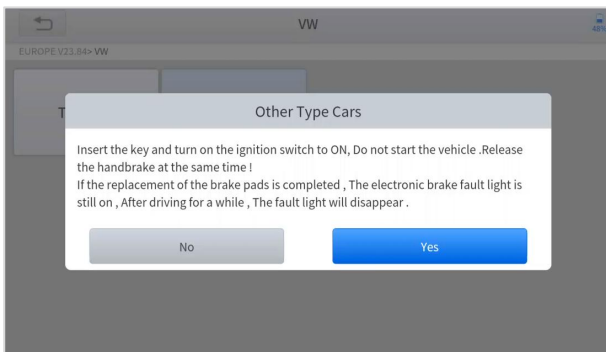 VW
48%
EUROPE V23.84> VW
T
Other Type Cars
Insert the key and turn on the ignition switch to ON, Do not start the vehicle .Release
the handbrake at the same time !
If the replacement of the brake pads is completed , The electronic brake fault light is
still on , After driving for a while , The fault light will disappear .
No
Yes